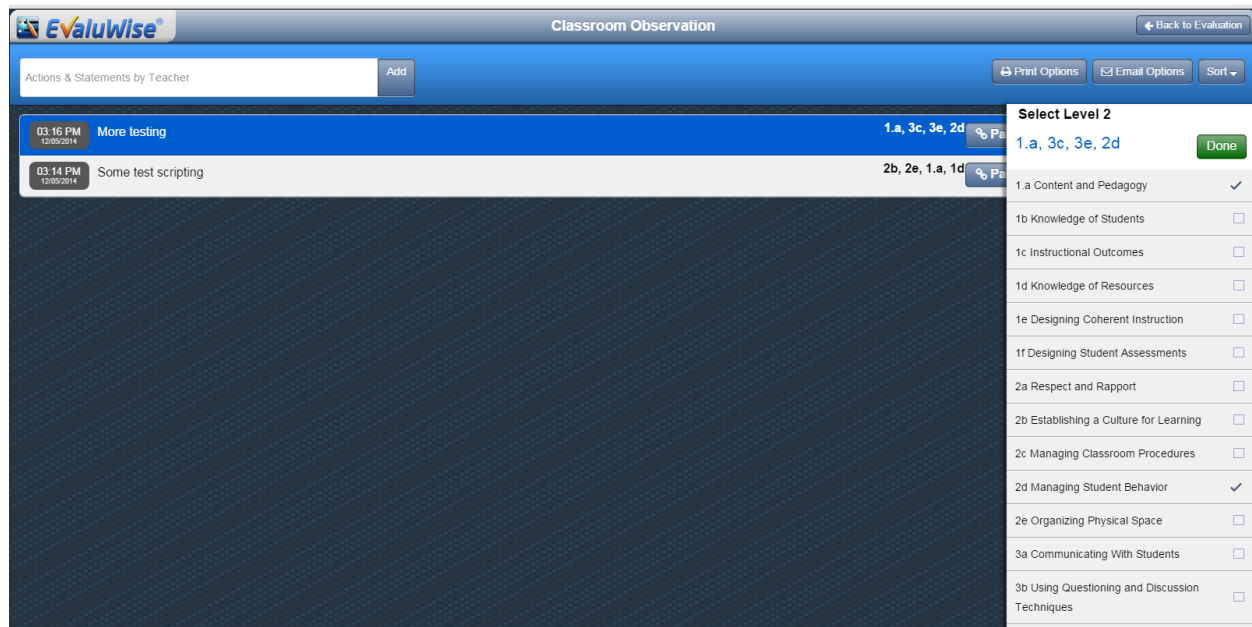 EvaluWise®
Classroom Observation
Back to Evaluation
Actions & Statements by Teacher
Add
Print Options
Email Options
Sort
03:16 PM
12/05/2014
More testing
1.a, 3c, 3e, 2d
Pa
03:14 PM
12/05/2014
Some test scripting
2b, 2e, 1.a, 1d
Pa
Select Level 2
1.a, 3c, 3e, 2d
Done
1.a Content and Pedagogy
1b Knowledge of Students
1c Instructional Outcomes
1d Knowledge of Resources
1e Designing Coherent Instruction
1f Designing Student Assessments
2a Respect and Rapport
2b Establishing a Culture for Learning
2c Managing Classroom Procedures
2d Managing Student Behavior
2e Organizing Physical Space
3a Communicating With Students
3b Using Questioning and Discussion
Techniques